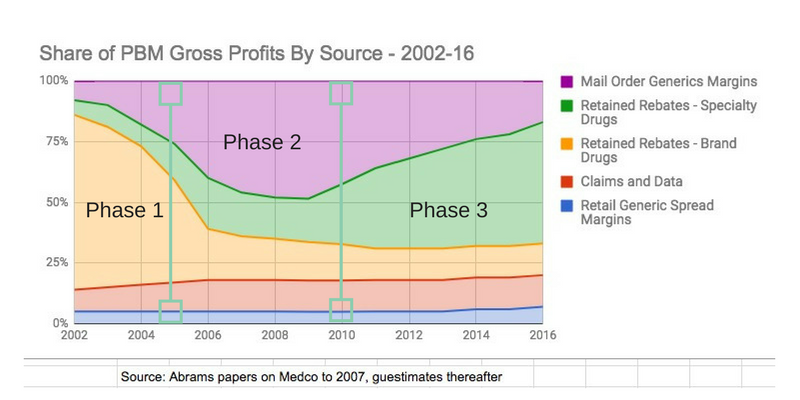 Share of PBM Gross Profits By Source - 2002-16
100%
75%
50%
25%
0%
Phase 1
Phase 2
Phase 3
2002 2004 2006 2008 2010 2012 2014 2016
Mail Order Generics Margins
Retained Rebates - Specialty
Drugs
Retained Rebates - Brand
Drugs
Claims and Data
Retail Generic Spread
Margins
Source: Abrams papers on Medco to 2007, guestimates thereafter